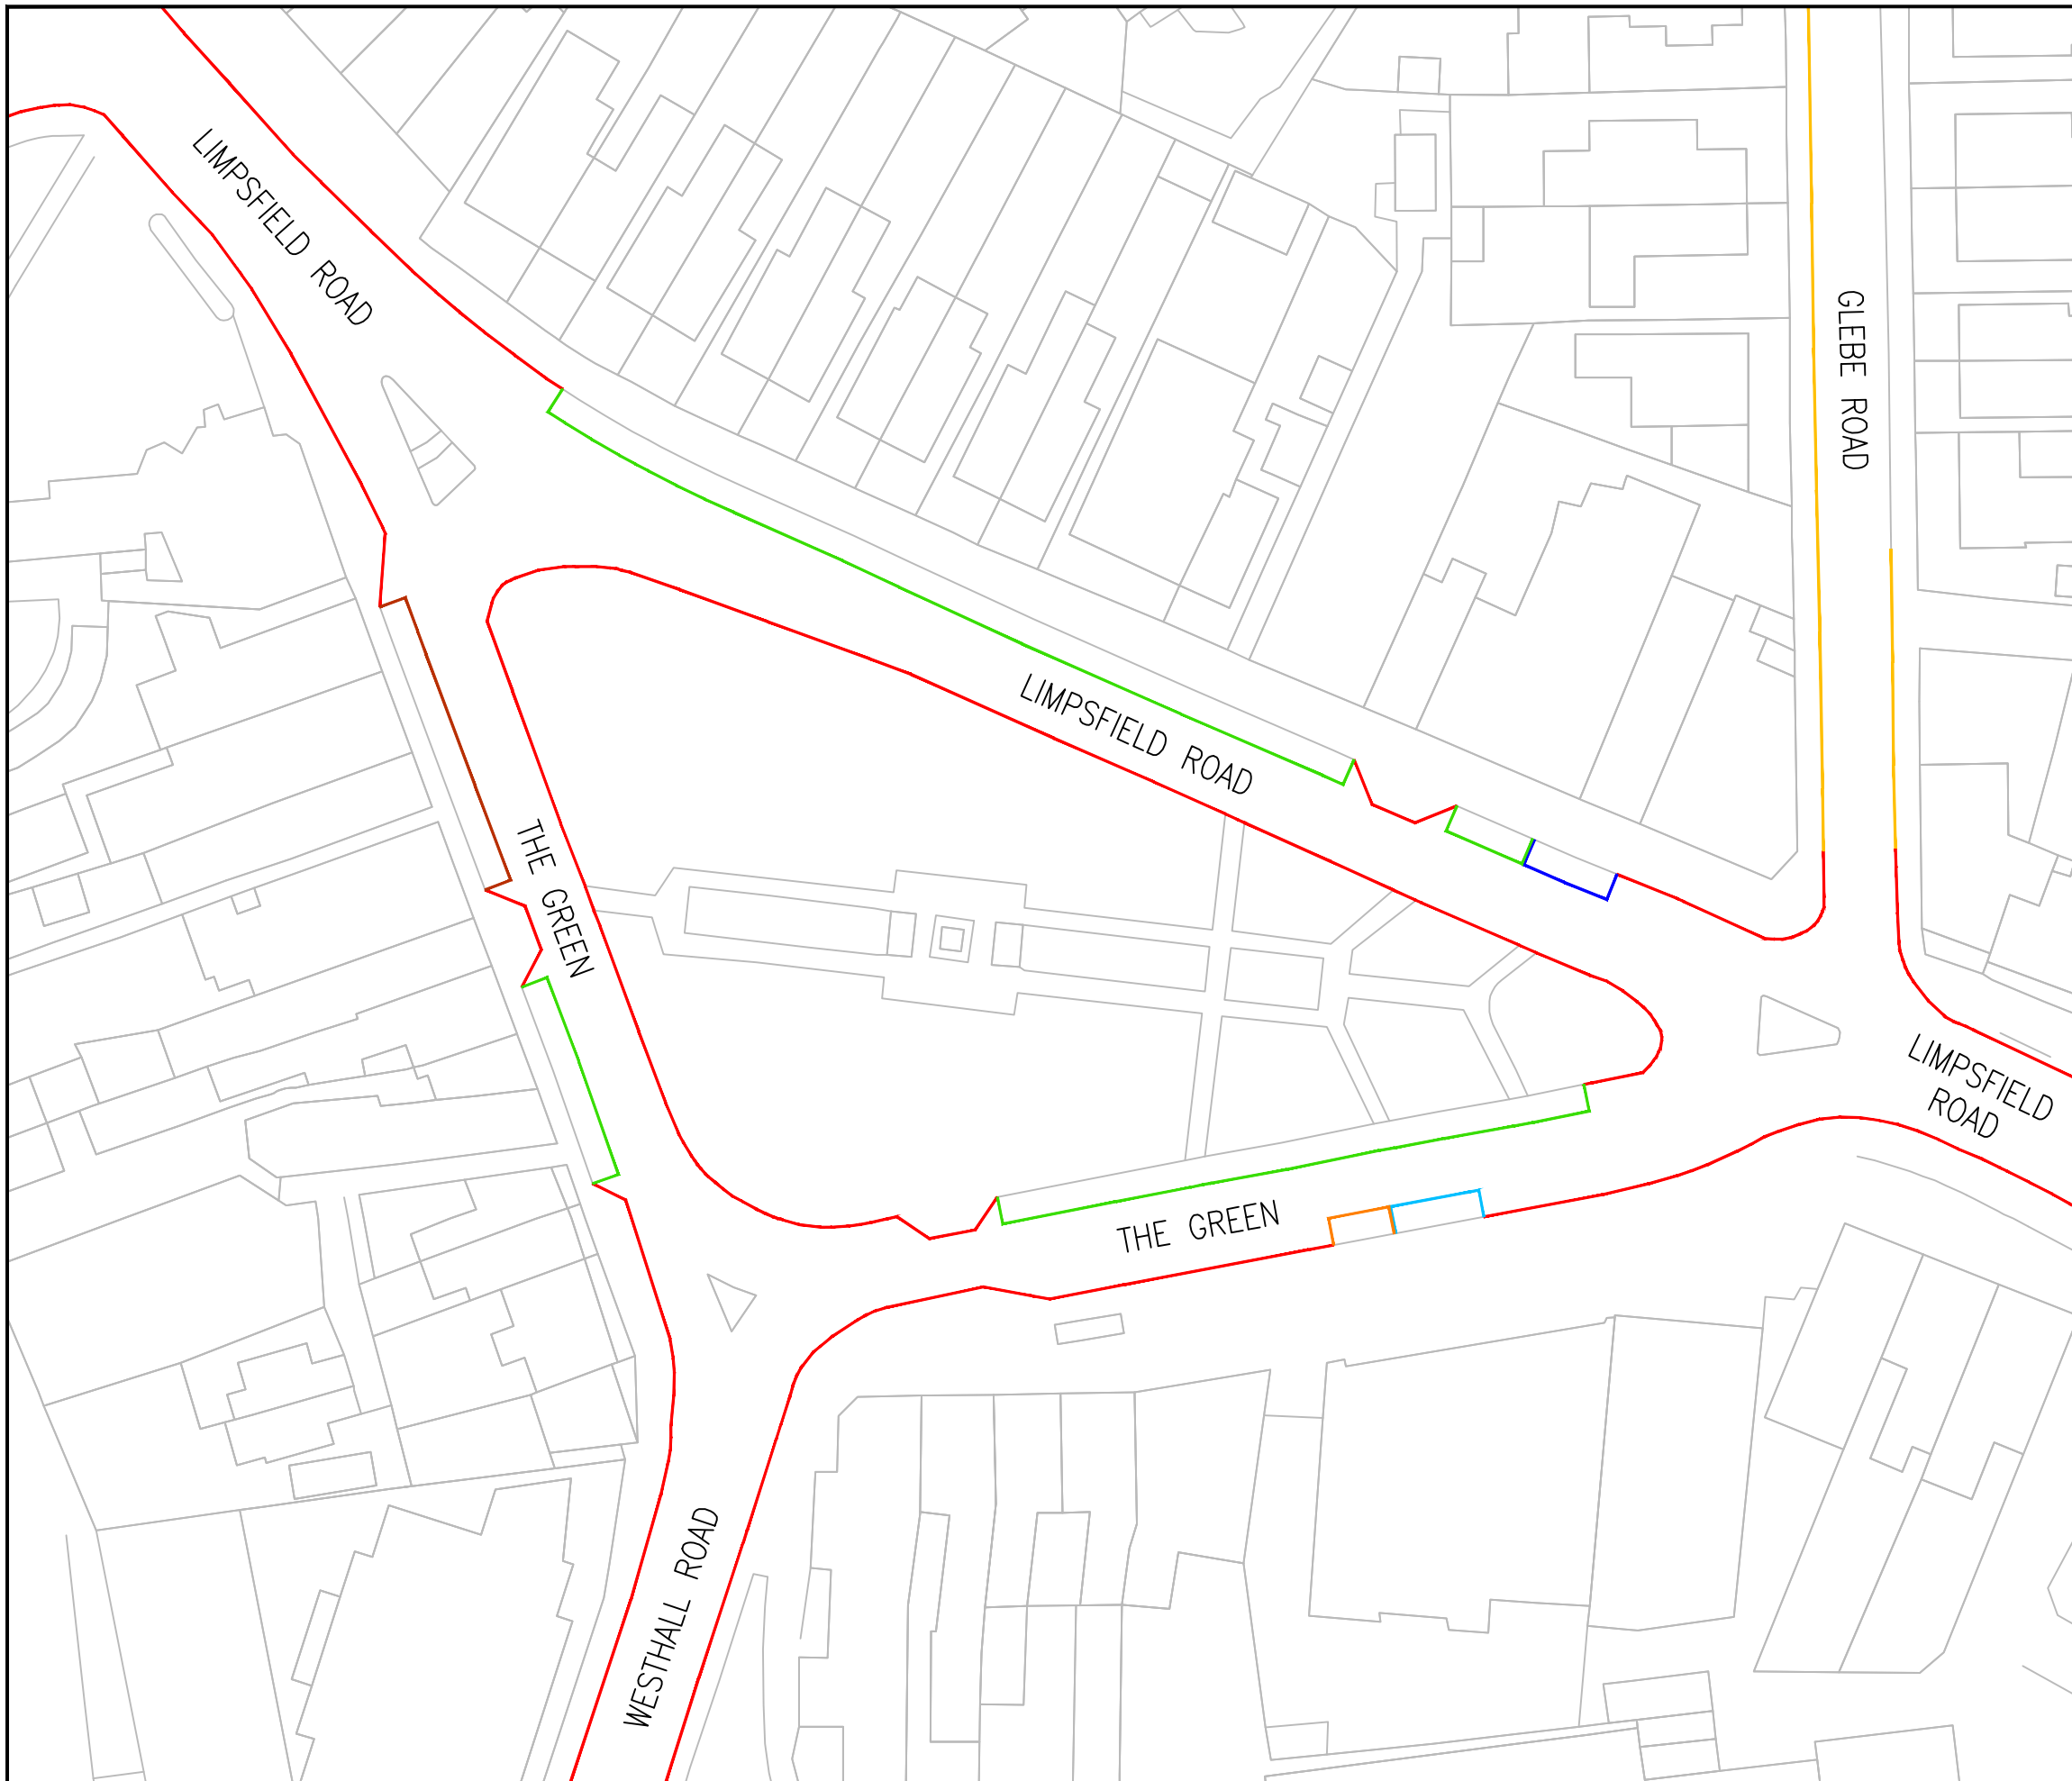 LIMPSFIELD ROAD
GLEBE ROAD
LIMPSFIELD ROAD
THE GREEN
LIMPSFIELD
ROAD
THE GREEN
WESTHALL ROAD